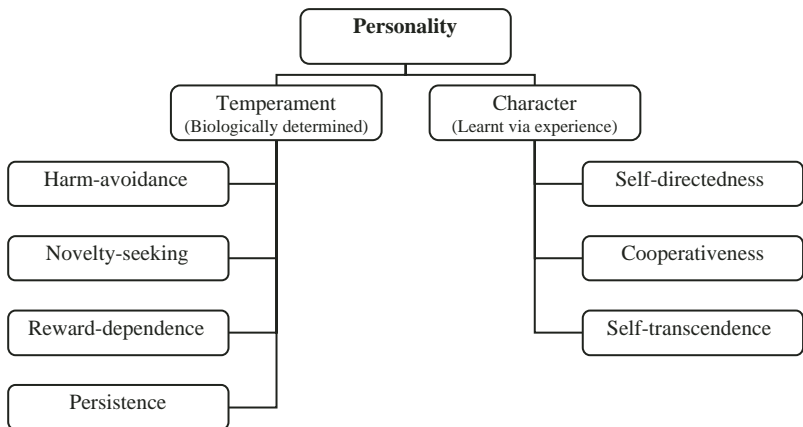 Personality
Temperament
(Biologically determined)
Character
(Learnt via experience)
Harm-avoidance
Novelty-seeking
Reward-dependence
Persistence
Self-directedness
Cooperativeness
Self-transcendence